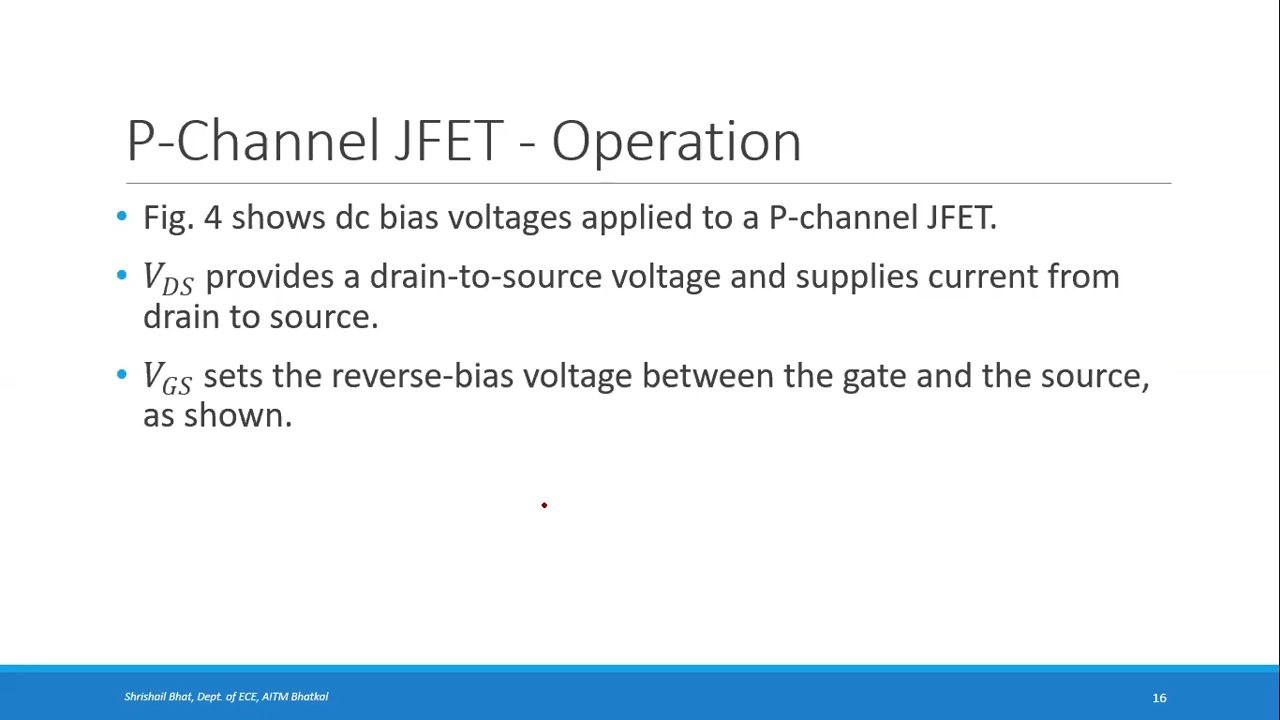 P-Channel JFET - Operation
• Fig. 4 shows dc bias voltages applied to a P-channel JFET.
• V_DS provides a drain-to-source voltage and supplies current from
drain to source.
• V_GS sets the reverse-bias voltage between the gate and the source,
as shown.
Shrishail Bhat, Dept. of ECE, AITM Bhatkal
16